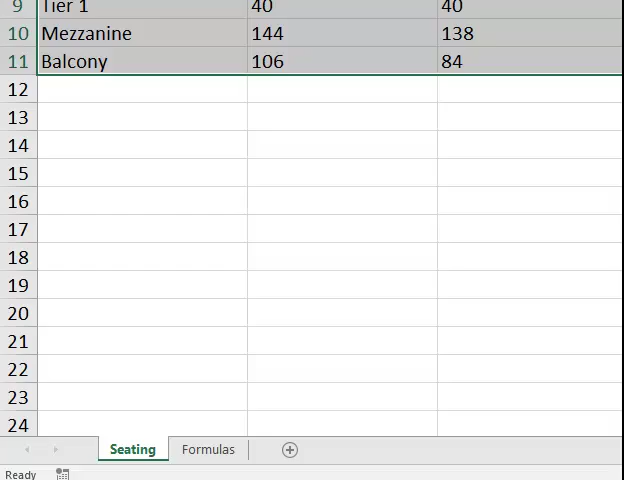 9 Tier 1 40 40
10 Mezzanine 144 138
11 Balcony 106 84
12
13
14
15
16
17
18
19
20
21
22
23
24
Seating Formulas
Ready